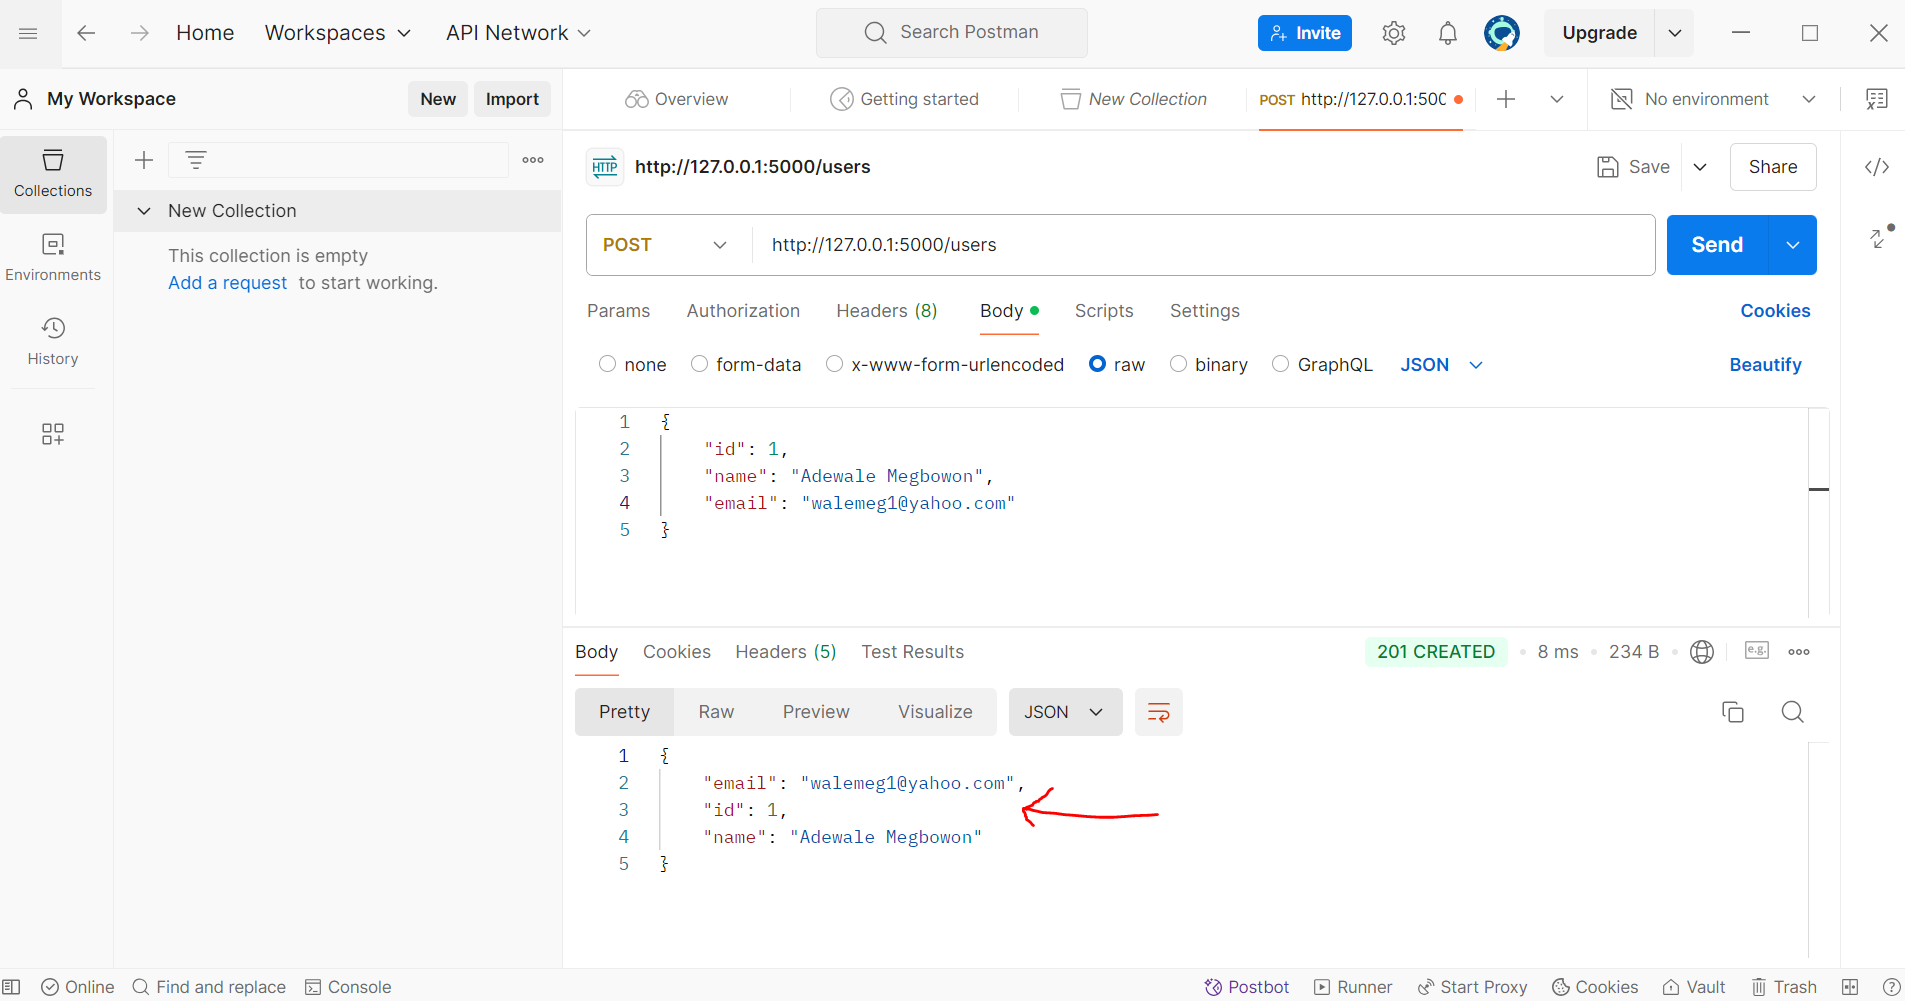 Home Workspaces API Network Search Postman Invite Upgrade
My Workspace New Import Overview Getting started New Collection POST http://127.0.0.1:500 No environment
Collections
Environments
History
New Collection
This collection is empty
Add a request to start working.
HTTP http://127.0.0.1:5000/users Save Share
POST http://127.0.0.1:5000/users Send
Params Authorization Headers (8) Body Scripts Settings Cookies
none form-data x-www-form-urlencoded raw binary GraphQL JSON Beautify
1 {
2 "id": 1,
3 "name": "Adewale Megbowon",
4 "email": "walemeg1@yahoo.com"
5 }
Body Cookies Headers (5) Test Results 201 CREATED 8 ms 234 B e.g.
Pretty Raw Preview Visualize JSON
1 {
2 "email": "walemeg1@yahoo.com",
3 "id": 1,
4 "name": "Adewale Megbowon"
5 }
Online Find and replace Console Postbot Runner Start Proxy Cookies Vault Trash